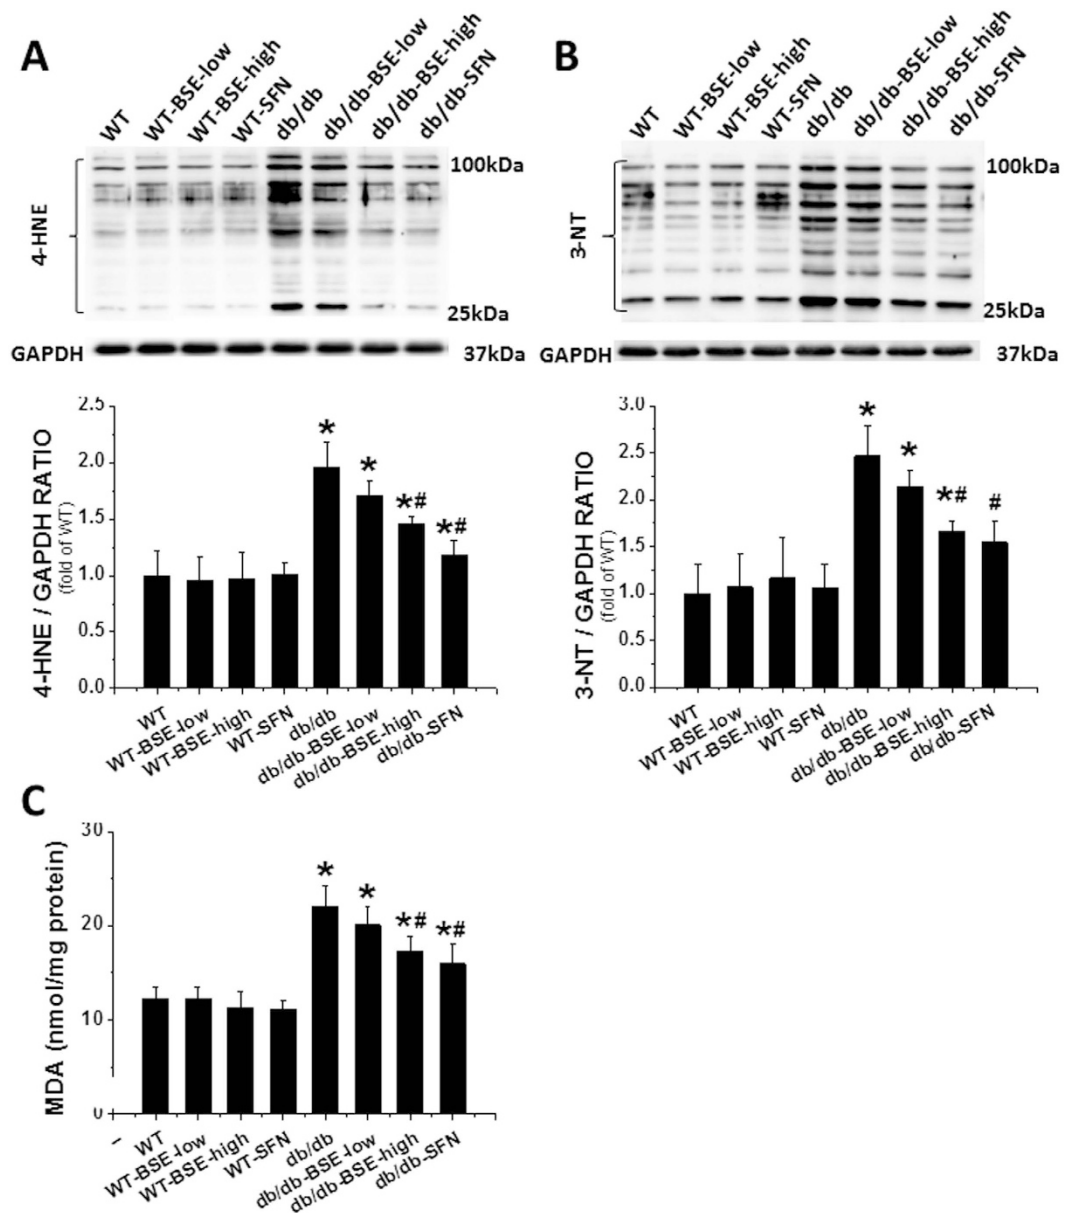 A
WT
WT-BSE-low
WT-BSE-high
WT-SFN
db/db
db/db-BSE-low
db/db-BSE-high
db/db-SFN
4-HNE
100kDa
25kDa
GAPDH
37kDa
2.5
2.0
1.5
1.0
0.5
0.0
4-HNE / GAPDH RATIO
(fold of WT)
*
*
*#
*#
WT
WT-BSE-low
WT-BSE-high
WT-SFN
db/db
db/db-BSE-low
db/db-BSE-high
db/db-SFN
B
WT
WT-BSE-low
WT-BSE-high
WT-SFN
db/db
db/db-BSE-low
db/db-BSE-high
db/db-SFN
3-NT
100kDa
25kDa
GAPDH
37kDa
3.0
2.5
2.0
1.5
1.0
0.5
0.0
3-NT / GAPDH RATIO
(fold of WT)
*
*
*#
#
WT
WT-BSE-low
WT-BSE-high
WT-SFN
db/db
db/db-BSE-low
db/db-BSE-high
db/db-SFN
C
30
20
10
0
MDA (nmol/mg protein)
*
*
*#
*#
–
WT
WT-BSE-low
WT-BSE-high
WT-SFN
db/db
db/db-BSE-low
db/db-BSE-high
db/db-SFN